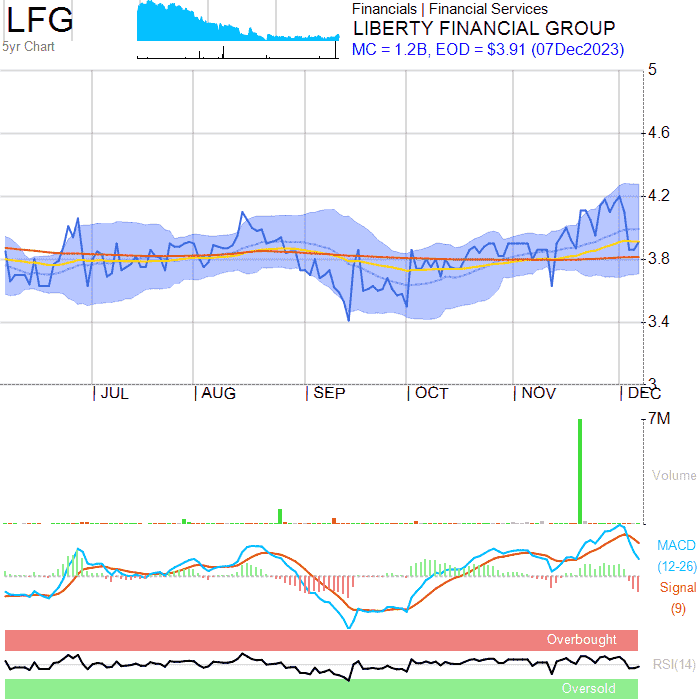 LFG
5yr Chart
Financials | Financial Services
LIBERTY FINANCIAL GROUP
MC = 1.2B, EOD = $3.91 (07Dec2023)
5
4.6
4.2
3.8
3.4
3
JUL AUG SEP OCT NOV DEC
7M
Volume
MACD
(12-26)
Signal
(9)
Overbought
RSI(14)
Oversold